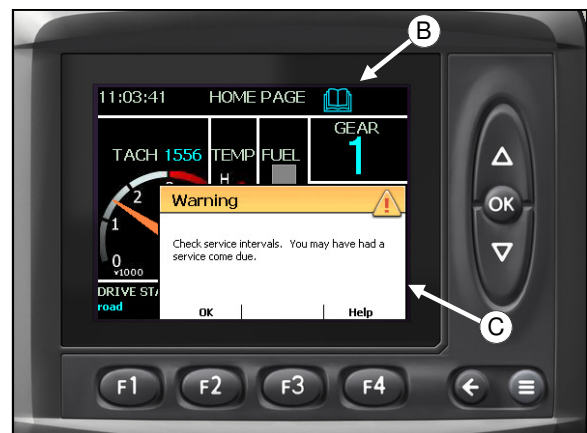 B
11:03:41 HOME PAGE
GEAR
1
TACH 1556 TEMP FUEL
H
2
1
0
x1000
DRIVE STA
road
Warning
Check service intervals. You may have had a
service come due.
OK Help
OK
C
F1 F2 F3 F4